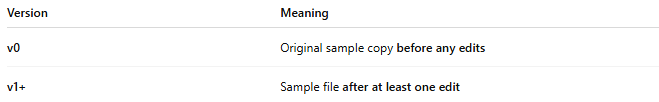 Version Meaning
v0 Original sample copy before any edits
v1+ Sample file after at least one edit